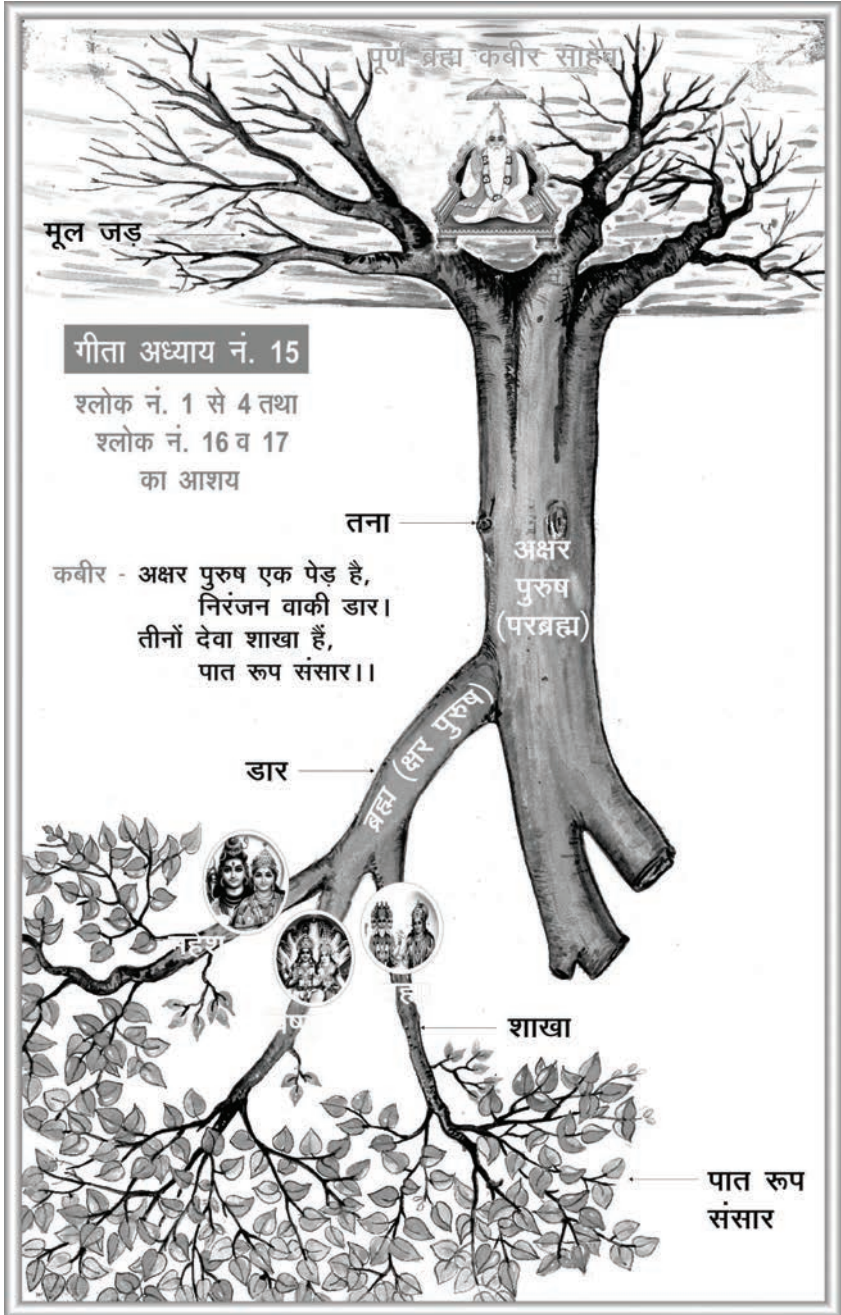 पूर्ण ब्रह्म कबीर साहेब
मूल जड़
गीता अध्याय नं. 15
श्लोक नं. 1 से 4 तथा
श्लोक नं. 16 व 17
का आशय
तना
अक्षर
पुरुष
(परब्रह्म)
कबीर - अक्षर पुरुष एक पेड़ है,
निरंजन वाकी डार।
तीनों देवा शाखा हैं,
पात रूप संसार।।
ब्रह्म (क्षर पुरुष)
डार
शाखा
पात रूप
संसार